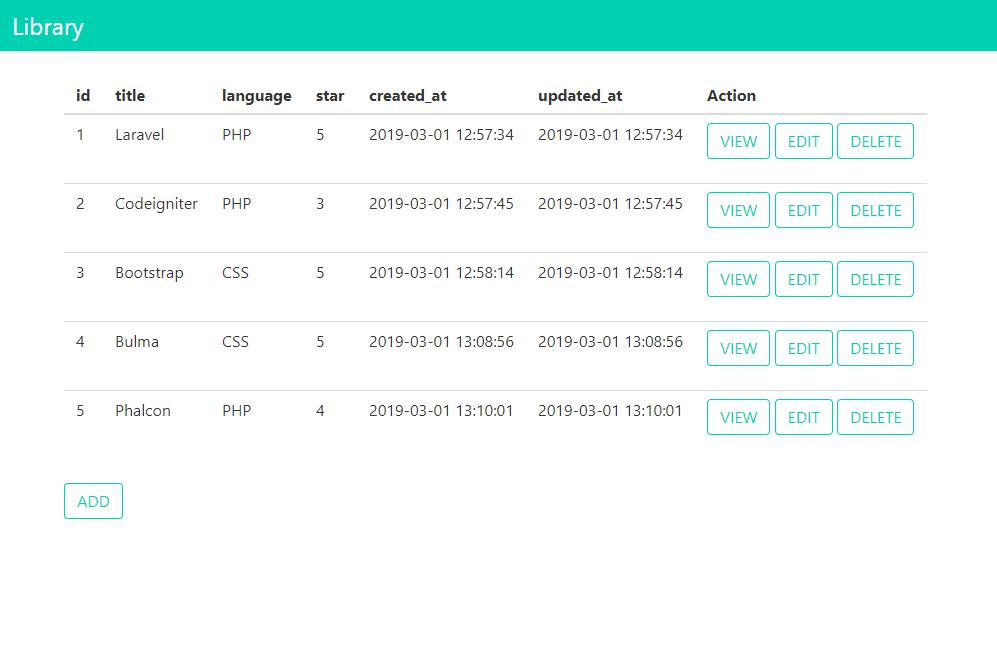 Library
id title language star created_at updated_at Action
1 Laravel PHP 5 2019-03-01 12:57:34 2019-03-01 12:57:34 VIEW EDIT DELETE
2 Codeigniter PHP 3 2019-03-01 12:57:45 2019-03-01 12:57:45 VIEW EDIT DELETE
3 Bootstrap CSS 5 2019-03-01 12:58:14 2019-03-01 12:58:14 VIEW EDIT DELETE
4 Bulma CSS 5 2019-03-01 13:08:56 2019-03-01 13:08:56 VIEW EDIT DELETE
5 Phalcon PHP 4 2019-03-01 13:10:01 2019-03-01 13:10:01 VIEW EDIT DELETE
ADD